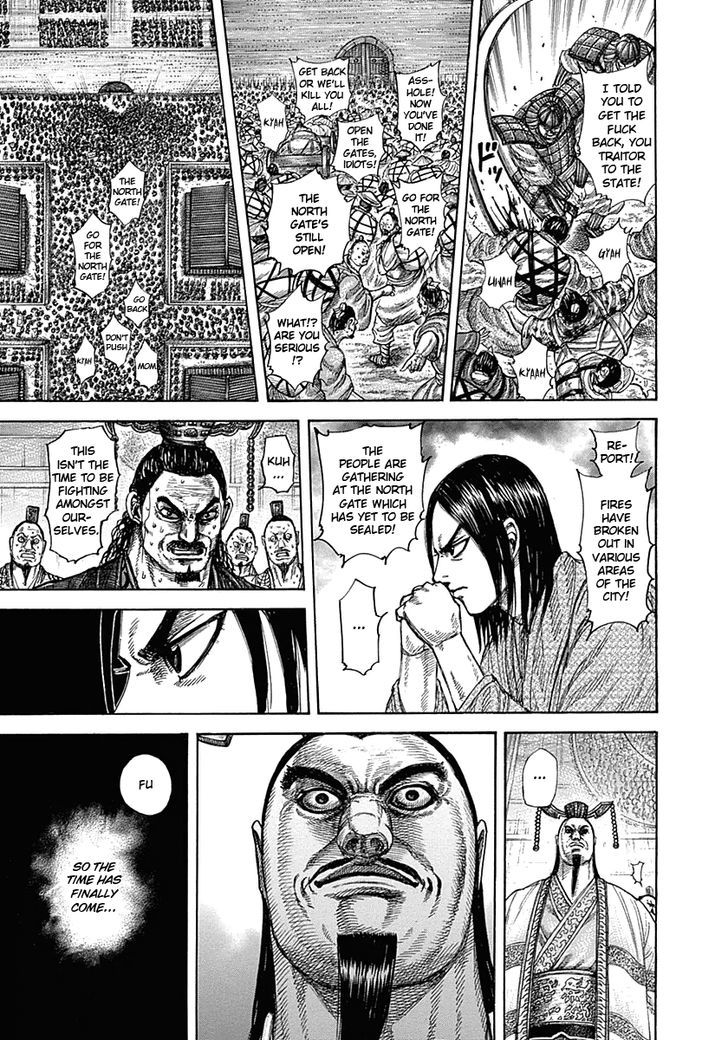 I TOLD
YOU TO
GET THE
FUCK
BACK, YOU
TRAITOR
TO THE
STATE!
ドッ
GYAH
UWAH
KYAAH
ASS-
HOLE!
NOW
YOU'VE
DONE
IT!
GET BACK
OR WE'LL
KILL YOU
ALL!
KYAH
OPEN
THE
GATES,
IDIOTS!
GO FOR
THE NORTH
GATE!
THE
NORTH
GATE'S
STILL
OPEN!
WHAT!?
ARE YOU
SERIOUS
!?
THE
NORTH
GATE!
GO
FOR
THE
NORTH
GATE!
GO
BACK
DON'T
PUSH
MOM
KYAH
RE-
PORT!
FIRES
HAVE
BROKEN
OUT IN
VARIOUS
AREAS
OF THE
CITY!
THE
PEOPLE ARE
GATHERING
AT THE
NORTH GATE
WHICH HAS
YET TO BE
SEALED!
...
KUH
...
THIS
ISN'T THE
TIME TO BE
FIGHTING
AMONGST
OUR-
SELVES.
...
FU
SO THE
TIME HAS
FINALLY
COME...